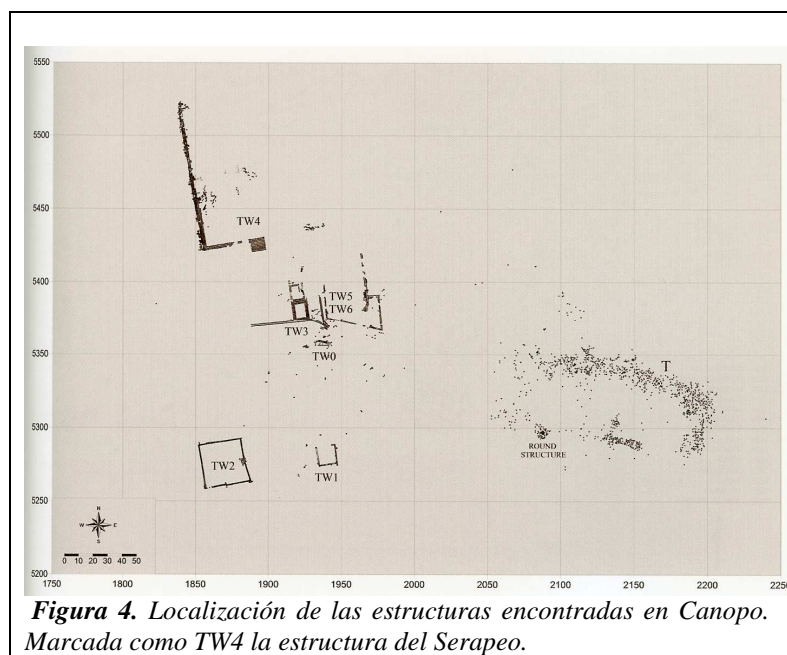 5550
5500
5450
5400
5350
5300
5250
5200
TW4
TW5
TW6
TW3
TW0
T
ROUND
STRUCTURE
TW2
TW1
N
W E
S
0 10 20 30 40 50
1750 1800 1850 1900 1950 2000 2050 2100 2150 2200 2250
Figura 4. Localización de las estructuras encontradas en Canopo.
Marcada como TW4 la estructura del Serapeo.